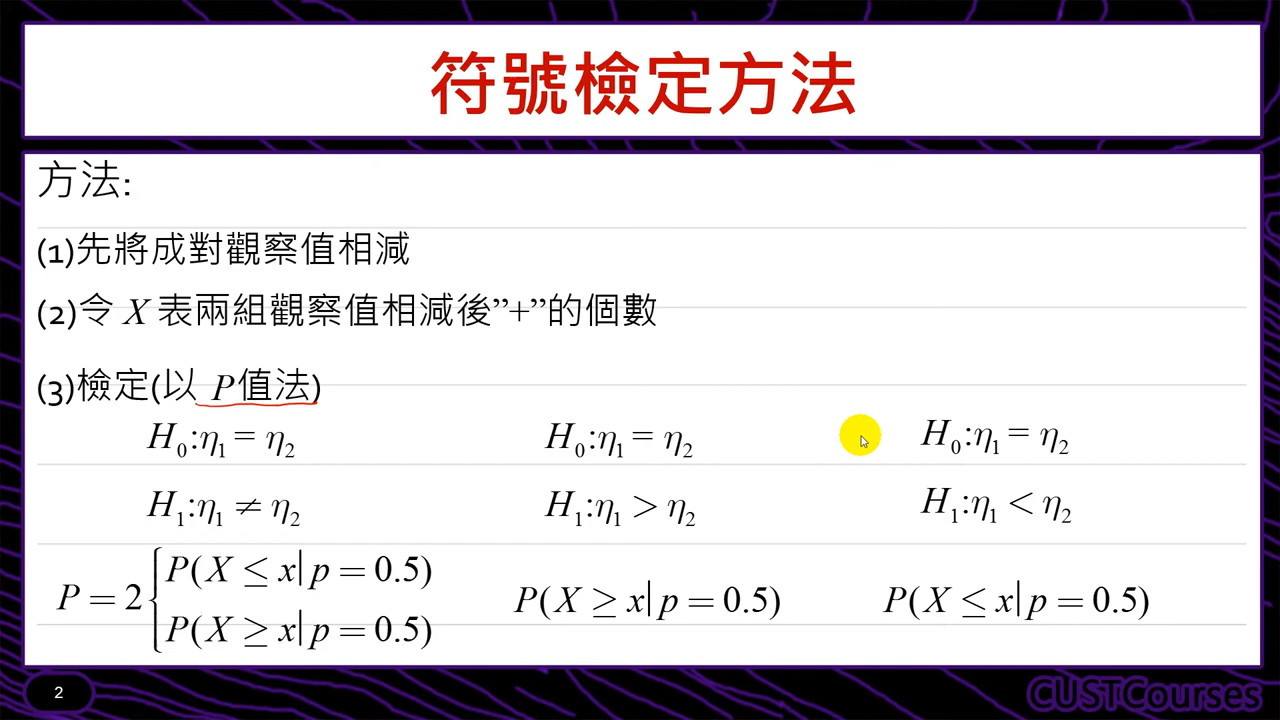 符號檢定方法
方法:
(1)先將成對觀察值相減
(2)令 X 表兩組觀察值相減後”+”的個數
(3)檢定(以 P值法)
H₀:η₁ = η₂ H₀:η₁ = η₂ H₀:η₁ = η₂
H₁:η₁ ≠ η₂ H₁:η₁ > η₂ H₁:η₁ < η₂
P = 2{ P(X ≤ x| p = 0.5)
P(X ≥ x| p = 0.5)
P(X ≥ x| p = 0.5) P(X ≤ x| p = 0.5)
2
CUSTCourses